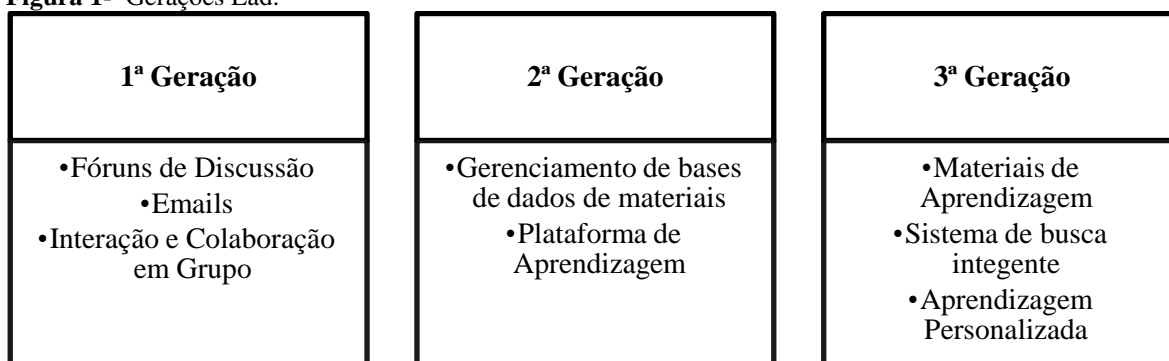 Figura 1- Gerações Ead.
1ª Geração
•Fóruns de Discussão
•Emails
•Interação e Colaboração
em Grupo
2ª Geração
•Gerenciamento de bases
de dados de materiais
•Plataforma de
Aprendizagem
3ª Geração
•Materiais de
Aprendizagem
•Sistema de busca
integente
•Aprendizagem
Personalizada